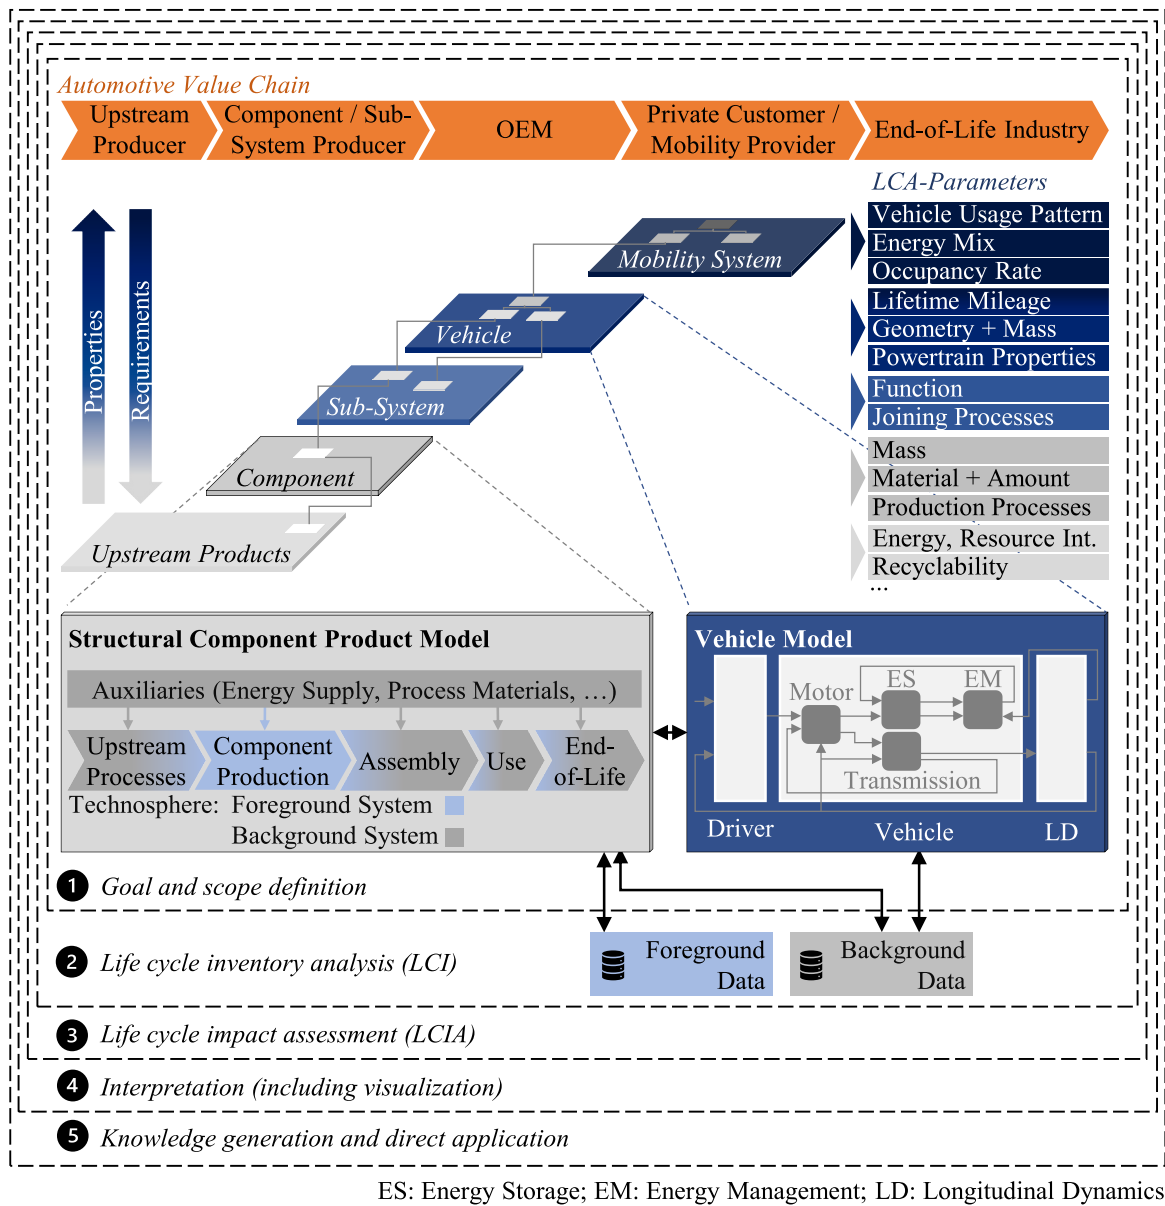 Automotive Value Chain
Upstream
Producer
Component / Sub-
System Producer
OEM
Private Customer /
Mobility Provider
End-of-Life Industry
LCA-Parameters
Vehicle Usage Pattern
Energy Mix
Occupancy Rate
Lifetime Mileage
Geometry + Mass
Powertrain Properties
Function
Joining Processes
Mass
Material + Amount
Production Processes
Energy, Resource Int.
Recyclability
...
Properties
Requirements
Mobility System
Vehicle
Sub-System
Component
Upstream Products
Structural Component Product Model
Auxiliaries (Energy Supply, Process Materials, …)
Upstream
Processes
Component
Production
Assembly
Use
End-
of-Life
Technosphere: Foreground System
Background System
Vehicle Model
ES
EM
Motor
Transmission
Driver
Vehicle
LD
1 Goal and scope definition
2 Life cycle inventory analysis (LCI)
Foreground
Data
Background
Data
3 Life cycle impact assessment (LCIA)
4 Interpretation (including visualization)
5 Knowledge generation and direct application
ES: Energy Storage; EM: Energy Management; LD: Longitudinal Dynamics